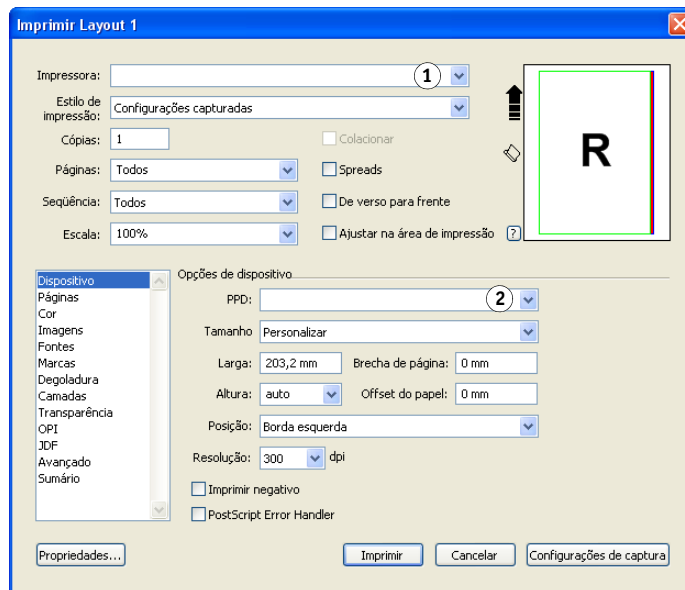 Imprimir Layout 1
Impressora: 1
Estilo de impressão: Configurações capturadas
Cópias: 1 Colacionar
Páginas: Todos Spreads
Seqüência: Todos De verso para frente
Escala: 100% Ajustar na área de impressão ?
R
Dispositivo
Páginas
Cor
Imagens
Fontes
Marcas
Degoladura
Camadas
Transparência
OPI
JDF
Avançado
Sumário
Opções de dispositivo
PPD: 2
Tamanho Personalizar
Larga: 203,2 mm Brecha de página: 0 mm
Altura: auto Offset do papel: 0 mm
Posição: Borda esquerda
Resolução: 300 dpi
Imprimir negativo
PostScript Error Handler
Propriedades... Imprimir Cancelar Configurações de captura